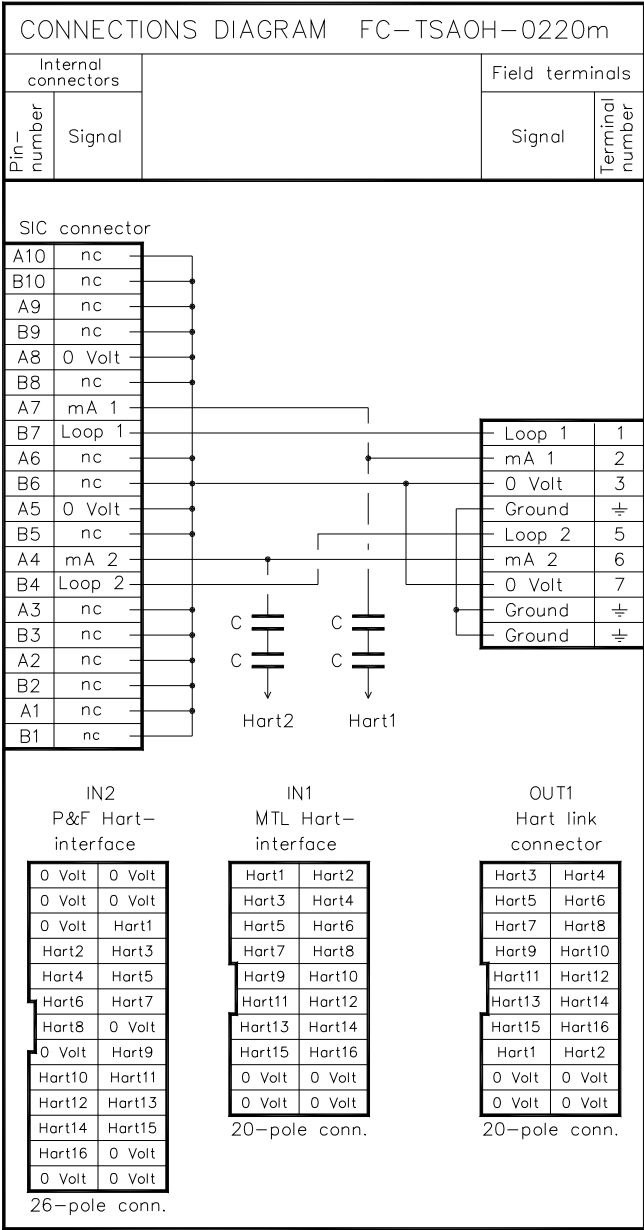 CONNECTIONS DIAGRAM FC-TSAOH-0220m
Internal connectors
Field terminals
Pin-number
Signal
Signal
Terminal number
SIC connector
A10 nc
B10 nc
A9 nc
B9 nc
A8 0 Volt
B8 nc
A7 mA 1
B7 Loop 1
A6 nc
B6 nc
A5 0 Volt
B5 nc
A4 mA 2
B4 Loop 2
A3 nc
B3 nc
A2 nc
B2 nc
A1 nc
B1 nc
Loop 1 1
mA 1 2
0 Volt 3
Ground
Loop 2 5
mA 2 6
0 Volt 7
Ground
Ground
C C
C C
Hart2 Hart1
IN2
P&F Hart-
interface
0 Volt 0 Volt
0 Volt 0 Volt
0 Volt Hart1
Hart2 Hart3
Hart4 Hart5
Hart6 Hart7
Hart8 0 Volt
0 Volt Hart9
Hart10 Hart11
Hart12 Hart13
Hart14 Hart15
Hart16 0 Volt
0 Volt 0 Volt
26-pole conn.
IN1
MTL Hart-
interface
Hart1 Hart2
Hart3 Hart4
Hart5 Hart6
Hart7 Hart8
Hart9 Hart10
Hart11 Hart12
Hart13 Hart14
Hart15 Hart16
0 Volt 0 Volt
0 Volt 0 Volt
20-pole conn.
OUT1
Hart link
connector
Hart3 Hart4
Hart5 Hart6
Hart7 Hart8
Hart9 Hart10
Hart11 Hart12
Hart13 Hart14
Hart15 Hart16
Hart1 Hart2
0 Volt 0 Volt
0 Volt 0 Volt
20-pole conn.